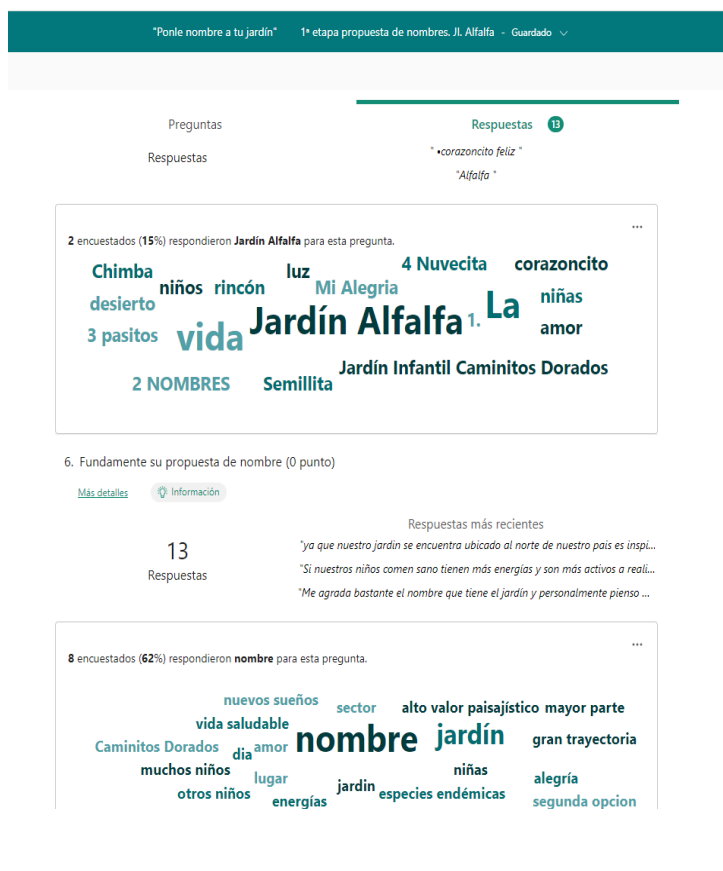 "Ponle nombre a tu jardín" 1ª etapa propuesta de nombres. JI. Alfalfa - Guardado
Preguntas
Respuestas 13
Respuestas
" •corazoncito feliz "
"Alfalfa "
...
2 encuestados (15%) respondieron Jardín Alfalfa para esta pregunta.
Chimba
niños
rincón
luz
4 Nuvecita
corazoncito
desierto
Mi Alegria
niñas
3 pasitos
vida
Jardín Alfalfa
1.
La
amor
Jardín Infantil Caminitos Dorados
2 NOMBRES
Semillita
6. Fundamente su propuesta de nombre (0 punto)
Más detalles
Información
13
Respuestas
Respuestas más recientes
"ya que nuestro jardin se encuentra ubicado al norte de nuestro pais es inspi...
"Si nuestros niños comen sano tienen más energías y son más activos a reali...
"Me agrada bastante el nombre que tiene el jardín y personalmente pienso ...
...
8 encuestados (62%) respondieron nombre para esta pregunta.
nuevos sueños
sector
alto valor paisajístico
mayor parte
vida saludable
Caminitos Dorados
dia
amor
nombre
jardín
gran trayectoria
muchos niños
lugar
jardin
niñas
alegría
otros niños
energías
especies endémicas
segunda opcion